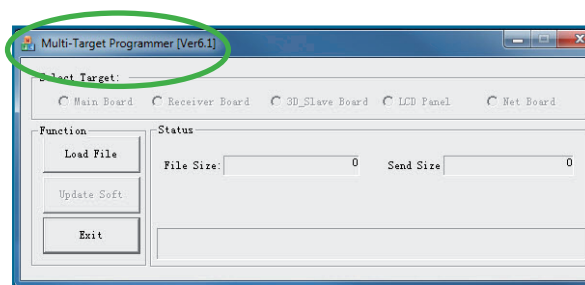 Multi-Target Programmer [Ver6.1]
Select Target:
Main Board Receiver Board 3D_Slave Board LCD Panel Net Board
Function
Status
Load File
File Size: 0 Send Size 0
Update Soft
Exit